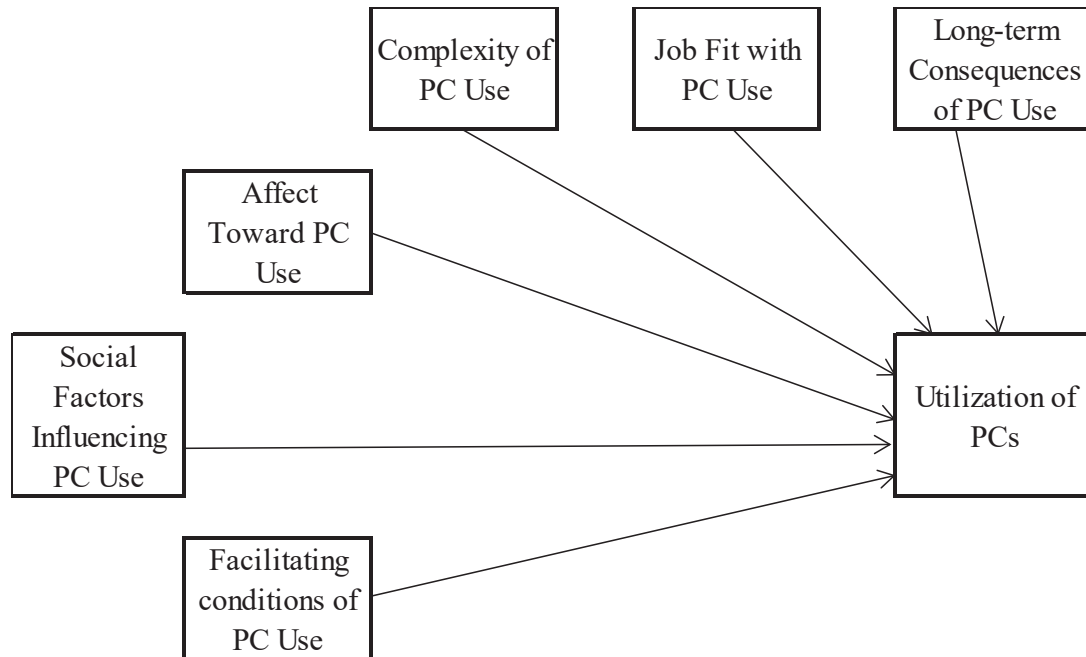 Complexity of
PC Use
Job Fit with
PC Use
Long-term
Consequences
of PC Use
Affect
Toward PC
Use
Social
Factors
Influencing
PC Use
Utilization of
PCs
Facilitating
conditions of
PC Use